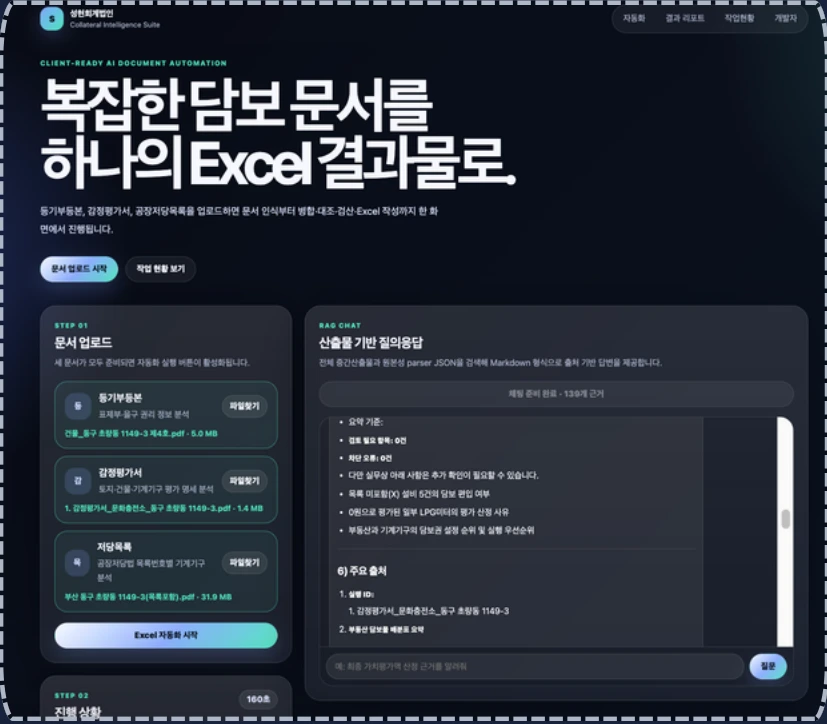 S
성현회계법인
Collateral Intelligence Suite
자동화
결과 리포트
작업현황
개발자
CLIENT-READY AI DOCUMENT AUTOMATION
복잡한 담보 문서를
하나의 Excel 결과물로.
등기부등본, 감정평가서, 공장저당목록을 업로드하면 문서 인식부터 병합·대조·검산·Excel 작성까지 한 화
면에서 진행됩니다.
문서 업로드 시작
작업 현황 보기
STEP 01
문서 업로드
세 문서가 모두 준비되면 자동화 실행 버튼이 활성화됩니다.
등
등기부등본
표제부·을구 권리 정보 분석
파일찾기
건물_동구 초량동 1149-3 제4호.pdf · 5.0 MB
감
감정평가서
토지·건물·기계기구 평가 명세 분석
파일찾기
1. 감정평가서_문화충전소_동구 초량동 1149-3.pdf · 1.4 MB
목
저당목록
공장저당법 목록번호별 기계기구
분석
파일찾기
부산 동구 초량동 1149-3(목록포함).pdf · 31.9 MB
Excel 자동화 시작
STEP 02
진행 상황
160초
RAG CHAT
산출물 기반 질의응답
전체 중간산출물과 원본성 parser JSON을 검색해 Markdown 형식으로 출처 기반 답변을 제공합니다.
채팅 준비 완료 · 139개 근거
• 요약 기준:
• 검토 필요 항목: 0건
• 차단 오류: 0건
• 다만 실무상 아래 사항은 추가 확인이 필요할 수 있습니다.
• 목록 미포함(X) 설비 5건의 담보 편입 여부
• 0원으로 평가된 일부 LPG미터의 평가 산정 사유
• 부동산과 기계기구의 담보권 설정 순위 및 실행 우선순위
6) 주요 출처
1. 실행 ID:
1. 감정평가서_문화충전소_동구 초량동 1149-3
2. 부동산 담보물 배분표 요약
예: 최종 가치평가액 산정 근거를 알려줘
질문